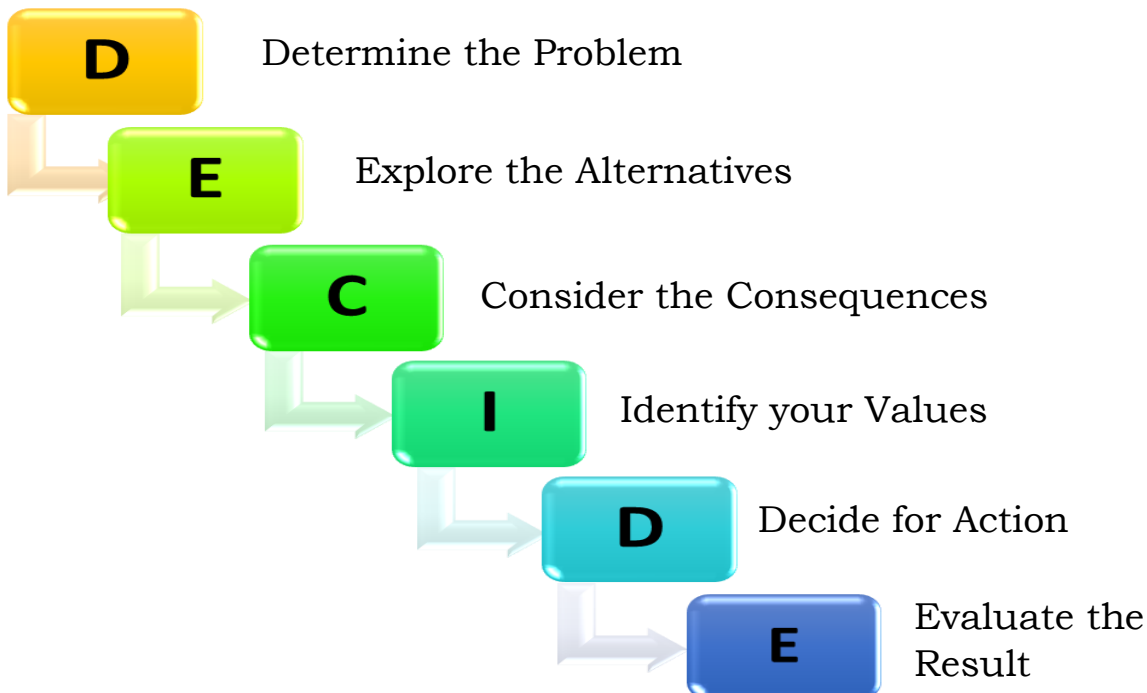 D
Determine the Problem
E
Explore the Alternatives
C
Consider the Consequences
I
Identify your Values
D
Decide for Action
E
Evaluate the
Result